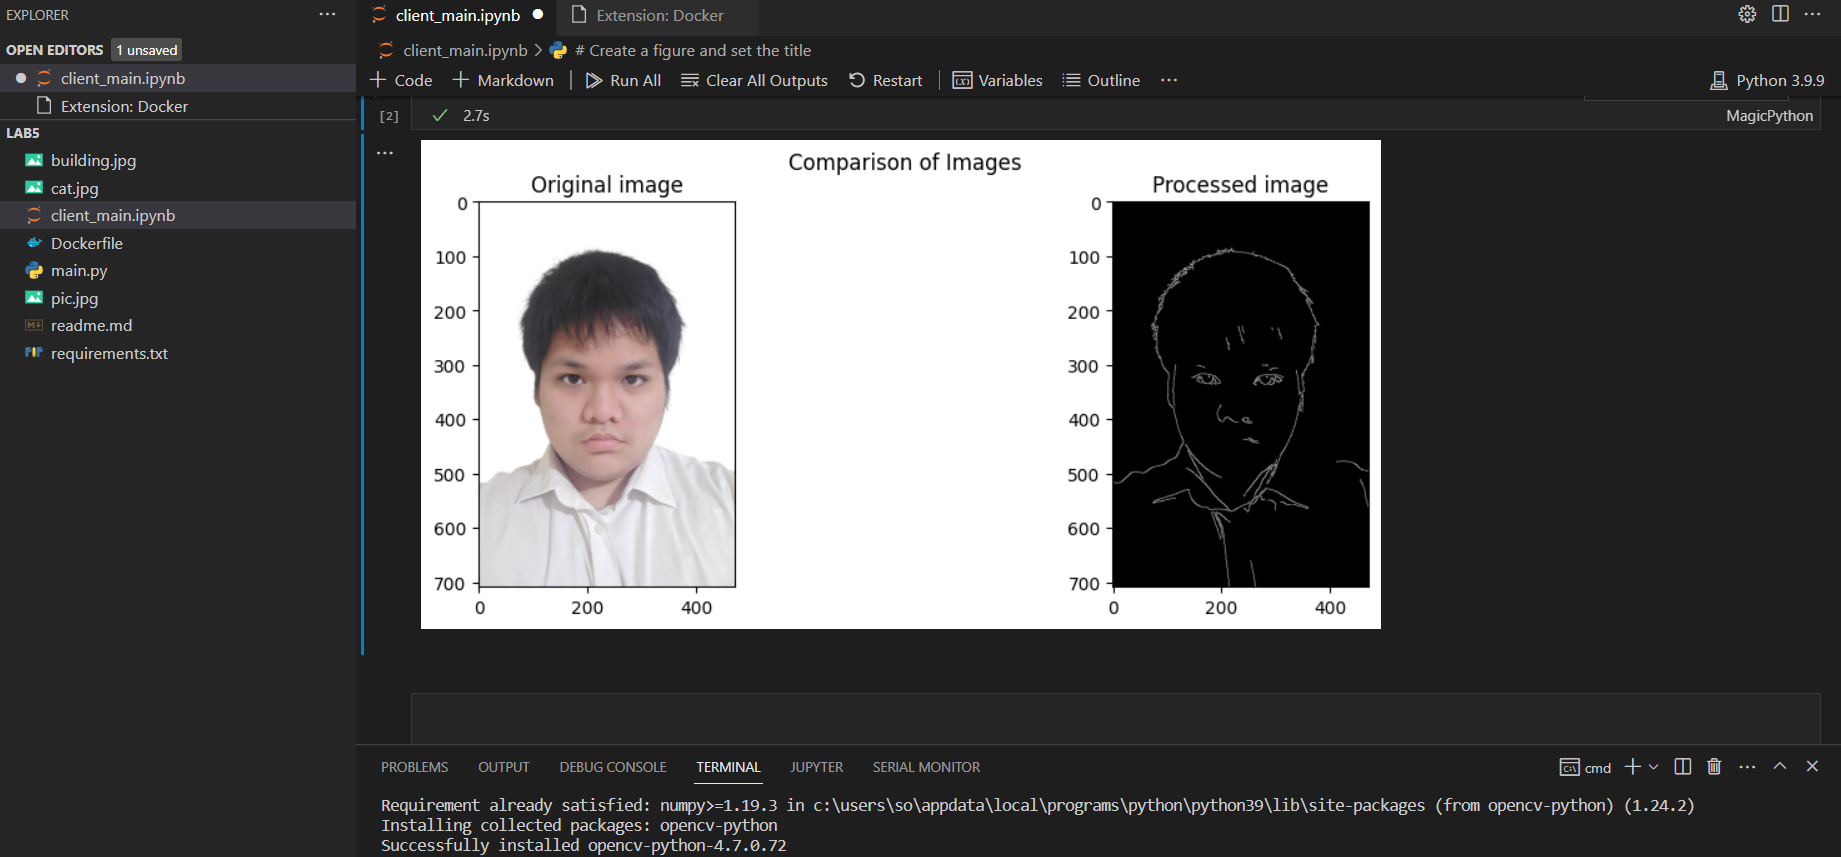 EXPLORER
OPEN EDITORS 1 unsaved
client_main.ipynb
Extension: Docker
LAB5
building.jpg
cat.jpg
client_main.ipynb
Dockerfile
main.py
pic.jpg
readme.md
requirements.txt
client_main.ipynb Extension: Docker
client_main.ipynb > # Create a figure and set the title
+ Code + Markdown | Run All Clear All Outputs Restart | Variables Outline ... Python 3.9.9
[2] 2.7s MagicPython
Comparison of Images
Original image Processed image
0 0
100 100
200 200
300 300
400 400
500 500
600 600
700 700
0 200 400 0 200 400
PROBLEMS OUTPUT DEBUG CONSOLE TERMINAL JUPYTER SERIAL MONITOR cmd
Requirement already satisfied: numpy>=1.19.3 in c:\users\so\appdata\local\programs\python\python39\lib\site-packages (from opencv-python) (1.24.2)
Installing collected packages: opencv-python
Successfully installed opencv-python-4.7.0.72